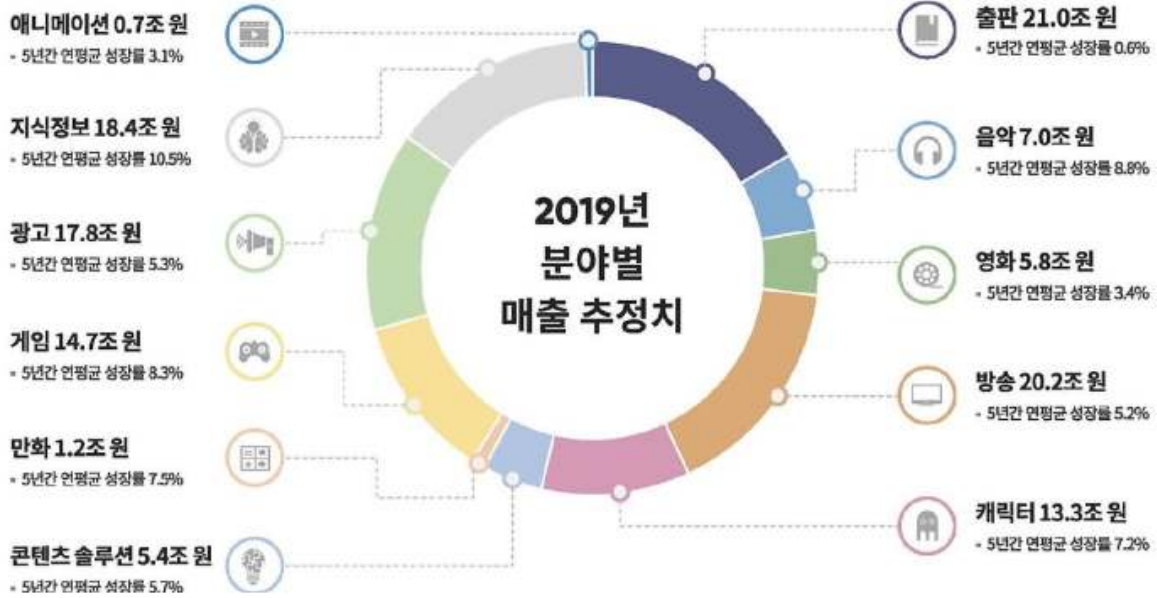 애니메이션 0.7조 원
- 5년간 연평균 성장률 3.1%
지식정보 18.4조 원
- 5년간 연평균 성장률 10.5%
광고 17.8조 원
- 5년간 연평균 성장률 5.3%
게임 14.7조 원
- 5년간 연평균 성장률 8.3%
만화 1.2조 원
- 5년간 연평균 성장률 7.5%
콘텐츠 솔루션 5.4조 원
- 5년간 연평균 성장률 5.7%
2019년
분야별
매출 추정치
출판 21.0조 원
- 5년간 연평균 성장률 0.6%
음악 7.0조 원
- 5년간 연평균 성장률 8.8%
영화 5.8조 원
- 5년간 연평균 성장률 3.4%
방송 20.2조 원
- 5년간 연평균 성장률 5.2%
캐릭터 13.3조 원
- 5년간 연평균 성장률 7.2%